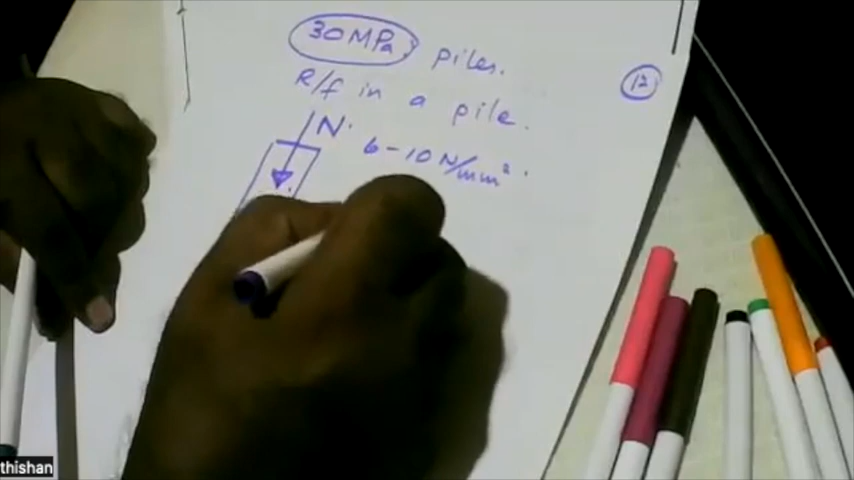 30MPa piles.
12
R/f in a pile.
N.
6-10 N/mm².
thishan